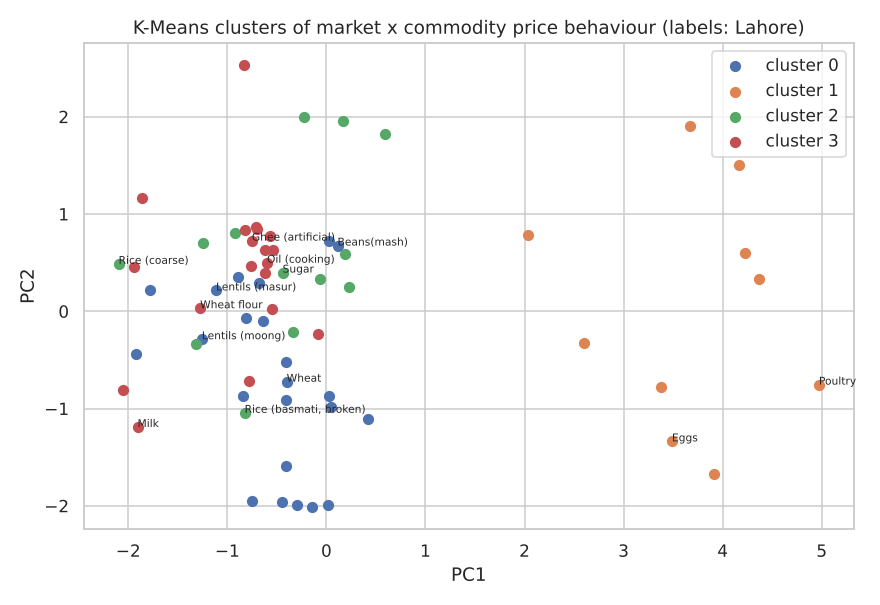 K-Means clusters of market x commodity price behaviour (labels: Lahore)
cluster 0
cluster 1
cluster 2
cluster 3
PC2
2
1
0
−1
−2
Ghee (artificial)
Beans(mash)
Rice (coarse)
Oil (cooking)
Sugar
Lentils (masur)
Wheat flour
Lentils (moong)
Wheat
Poultry
Rice (basmati, broken)
Milk
Eggs
−2 −1 0 1 2 3 4 5
PC1